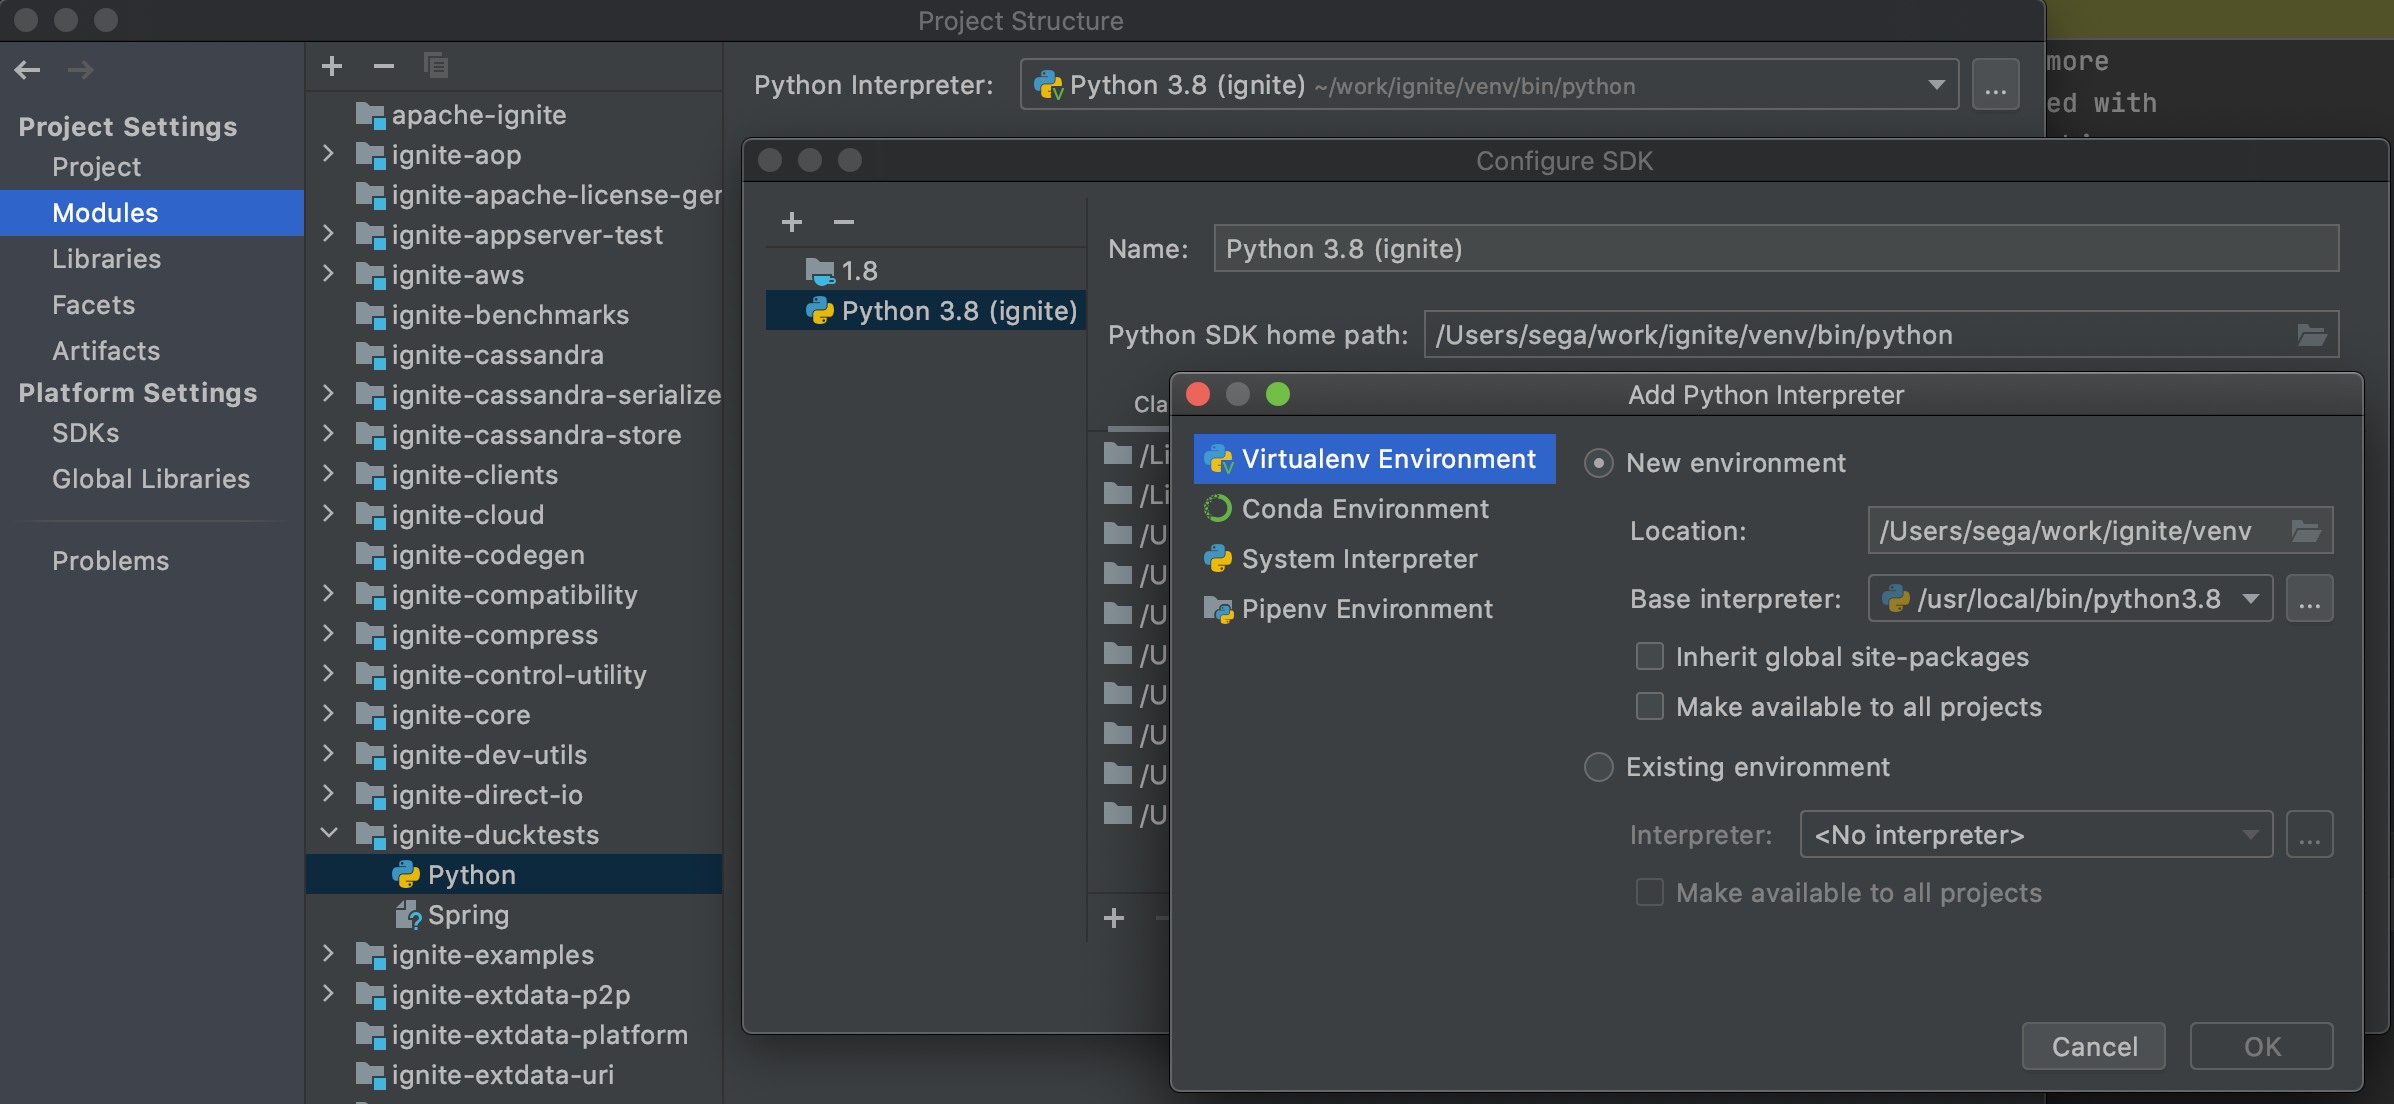 Project Structure
Project Settings
Project
Modules
Libraries
Facets
Artifacts
Platform Settings
SDKs
Global Libraries
Problems
apache-ignite
ignite-aop
ignite-apache-license-ger
ignite-appserver-test
ignite-aws
ignite-benchmarks
ignite-cassandra
ignite-cassandra-serialize
ignite-cassandra-store
ignite-clients
ignite-cloud
ignite-codegen
ignite-compatibility
ignite-compress
ignite-control-utility
ignite-core
ignite-dev-utils
ignite-direct-io
ignite-ducktests
Python
Spring
ignite-examples
ignite-extdata-p2p
ignite-extdata-platform
ignite-extdata-uri
Python Interpreter: Python 3.8 (ignite) ~/work/ignite/venv/bin/python ...
more
ed with
Configure SDK
1.8
Python 3.8 (ignite)
Name: Python 3.8 (ignite)
Python SDK home path: /Users/sega/work/ignite/venv/bin/python
Cla
/Li
/Li
/U
/U
/U
/U
/U
/U
/U
/U
Add Python Interpreter
Virtualenv Environment
Conda Environment
System Interpreter
Pipenv Environment
New environment
Location: /Users/sega/work/ignite/venv
Base interpreter: /usr/local/bin/python3.8 ...
Inherit global site-packages
Make available to all projects
Existing environment
Interpreter: <No interpreter> ...
Make available to all projects
Cancel OK